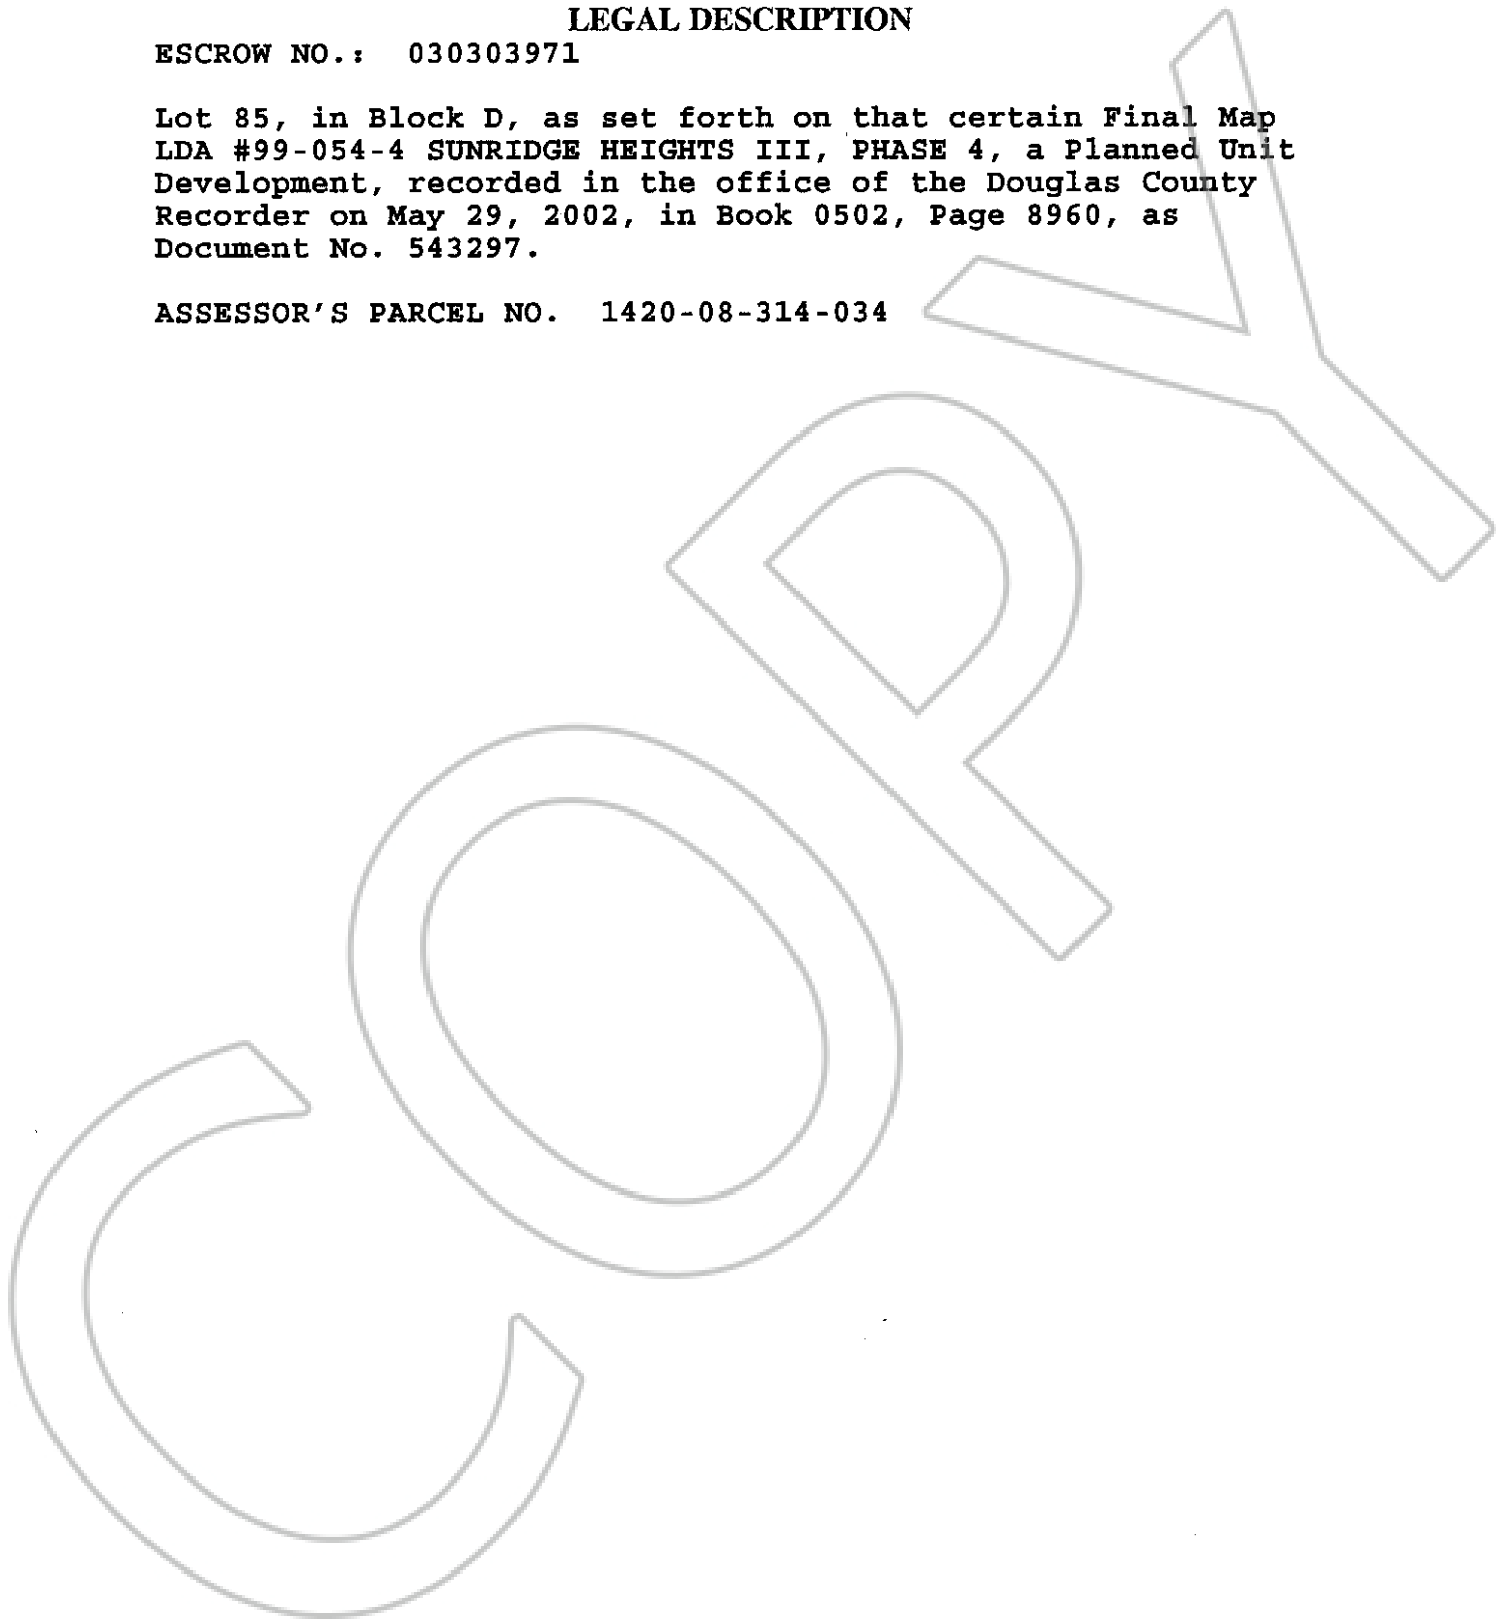 LEGAL DESCRIPTION
ESCROW NO.: 030303971
Lot 85, in Block D, as set forth on that certain Final Map
LDA #99-054-4 SUNRIDGE HEIGHTS III, PHASE 4, a Planned Unit
Development, recorded in the office of the Douglas County
Recorder on May 29, 2002, in Book 0502, Page 8960, as
Document No. 543297.
ASSESSOR'S PARCEL NO. 1420-08-314-034
COPY